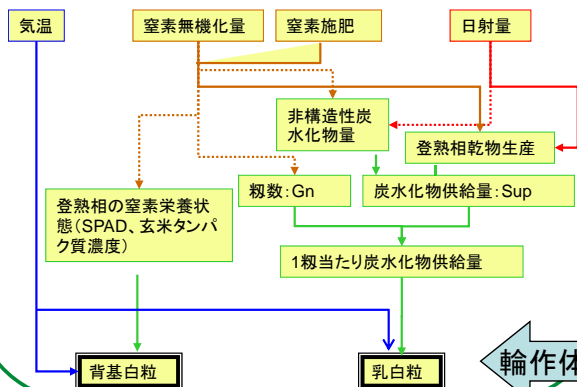 気温
窒素無機化量
窒素施肥
日射量
非構造性炭
水化物量
登熟相乾物生産
籾数:Gn
炭水化物供給量:Sup
登熟相の窒素栄養状
態(SPAD、玄米タンパ
ク質濃度)
1籾当たり炭水化物供給量
背基白粒
乳白粒
輪作体